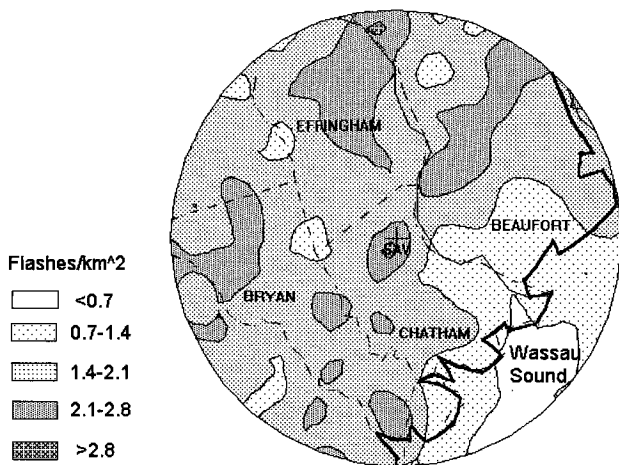 EFFINGHAM
BEAUFORT
SAV
BRYAN
CHATHAM
Wassau
Sound
Flashes/km^2
<0.7
0.7-1.4
1.4-2.1
2.1-2.8
>2.8